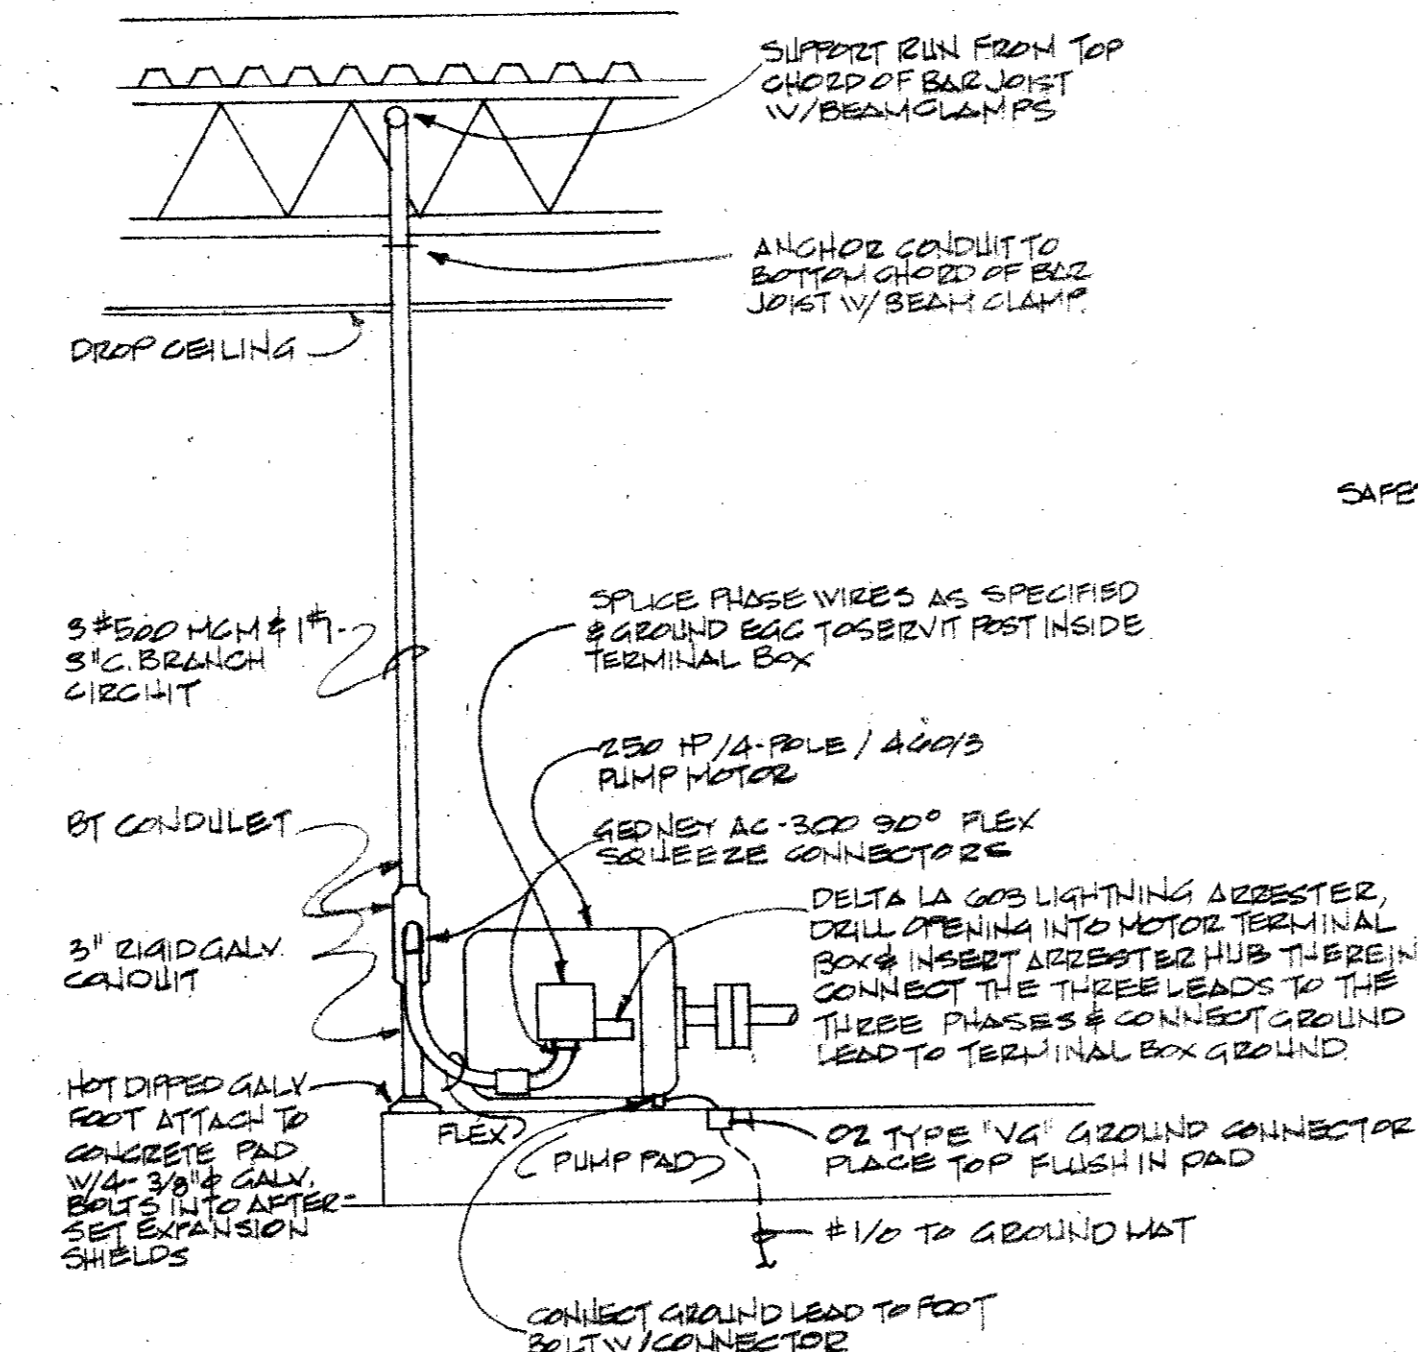 SUPPORT RUN FROM TOP
CHORD OF BAR JOIST
W/BEAM CLAMPS
ANCHOR CONDUIT TO
BOTTOM CHORD OF BAR
JOIST W/ BEAM CLAMP.
DROP CEILING
SAFE
SPLICE PHASE WIRES AS SPECIFIED
& GROUND EGC TO SERVIT POST INSIDE
TERMINAL BOX
3 #500 MCM & 1 #1-
3"C. BRANCH
CIRCUIT
250 HP/4-POLE/460/3
PUMP MOTOR
BT CONDULET
GEDNEY AC-300 90° FLEX
SQUEEZE CONNECTORS
DELTA LA 603 LIGHTNING ARRESTER,
DRILL OPENING INTO MOTOR TERMINAL
BOX & INSERT ARRESTER HUB THEREIN
CONNECT THE THREE LEADS TO THE
THREE PHASES & CONNECT GROUND
LEAD TO TERMINAL BOX GROUND.
3" RIGID GALV.
CONDUIT
HOT DIPPED GALV
FOOT ATTACH TO
CONCRETE PAD
W/4- 3/8"φ GALV.
BOLTS INTO AFTER-
SET EXPANSION
SHIELDS
FLEX
PUMP PAD
OZ TYPE "VG" GROUND CONNECTOR
PLACE TOP FLUSH IN PAD
#1/0 TO GROUND MAT
CONNECT GROUND LEAD TO FOOT
BOLT W/CONNECTOR